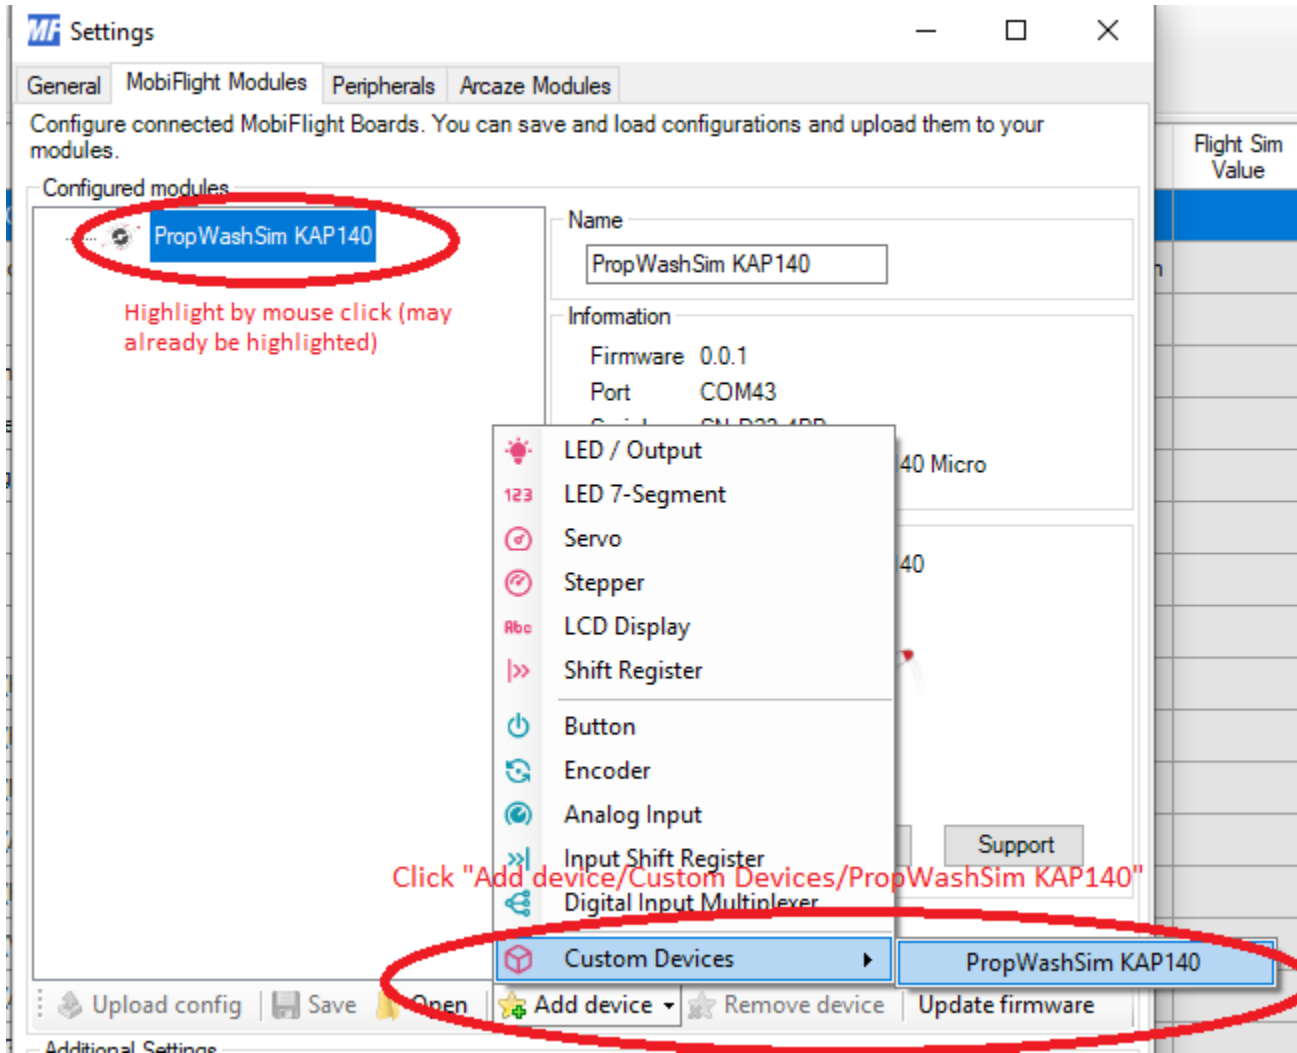 MF Settings
General MobiFlight Modules Peripherals Arcaze Modules
Configure connected MobiFlight Boards. You can save and load configurations and upload them to your
modules.
Flight Sim
Value
Configured modules
PropWashSim KAP140
Highlight by mouse click (may
already be highlighted)
Name
PropWashSim KAP140
Information
Firmware 0.0.1
Port COM43
40 Micro
40
LED / Output
123 LED 7-Segment
Servo
Stepper
Abc LCD Display
Shift Register
Button
Encoder
Analog Input
Input Shift Register
Digital Input Multiplexer
Custom Devices
PropWashSim KAP140
Support
Click "Add device/Custom Devices/PropWashSim KAP140"
Upload config Save Open Add device Remove device Update firmware
Additional Settings